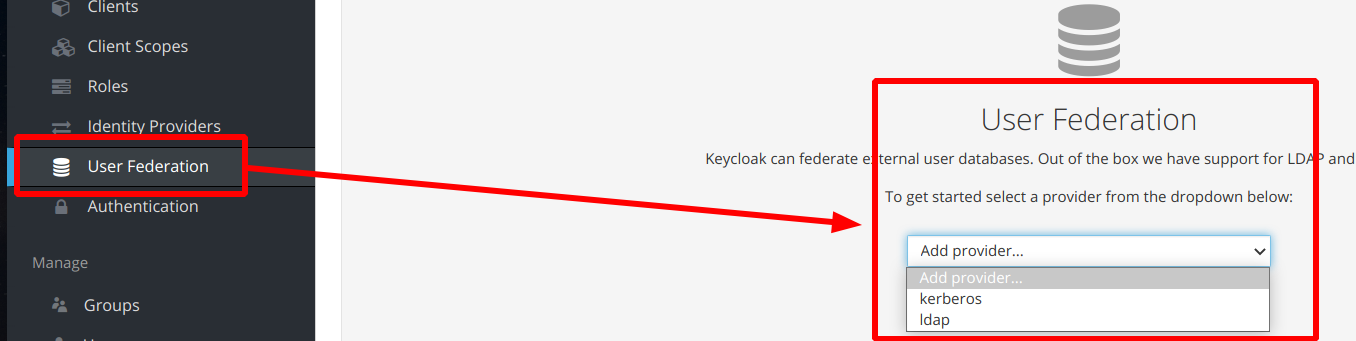 Clients
Client Scopes
Roles
Identity Providers
User Federation
Authentication
Manage
Groups
User Federation
Keycloak can federate external user databases. Out of the box we have support for LDAP and
To get started select a provider from the dropdown below:
Add provider...
Add provider...
kerberos
ldap